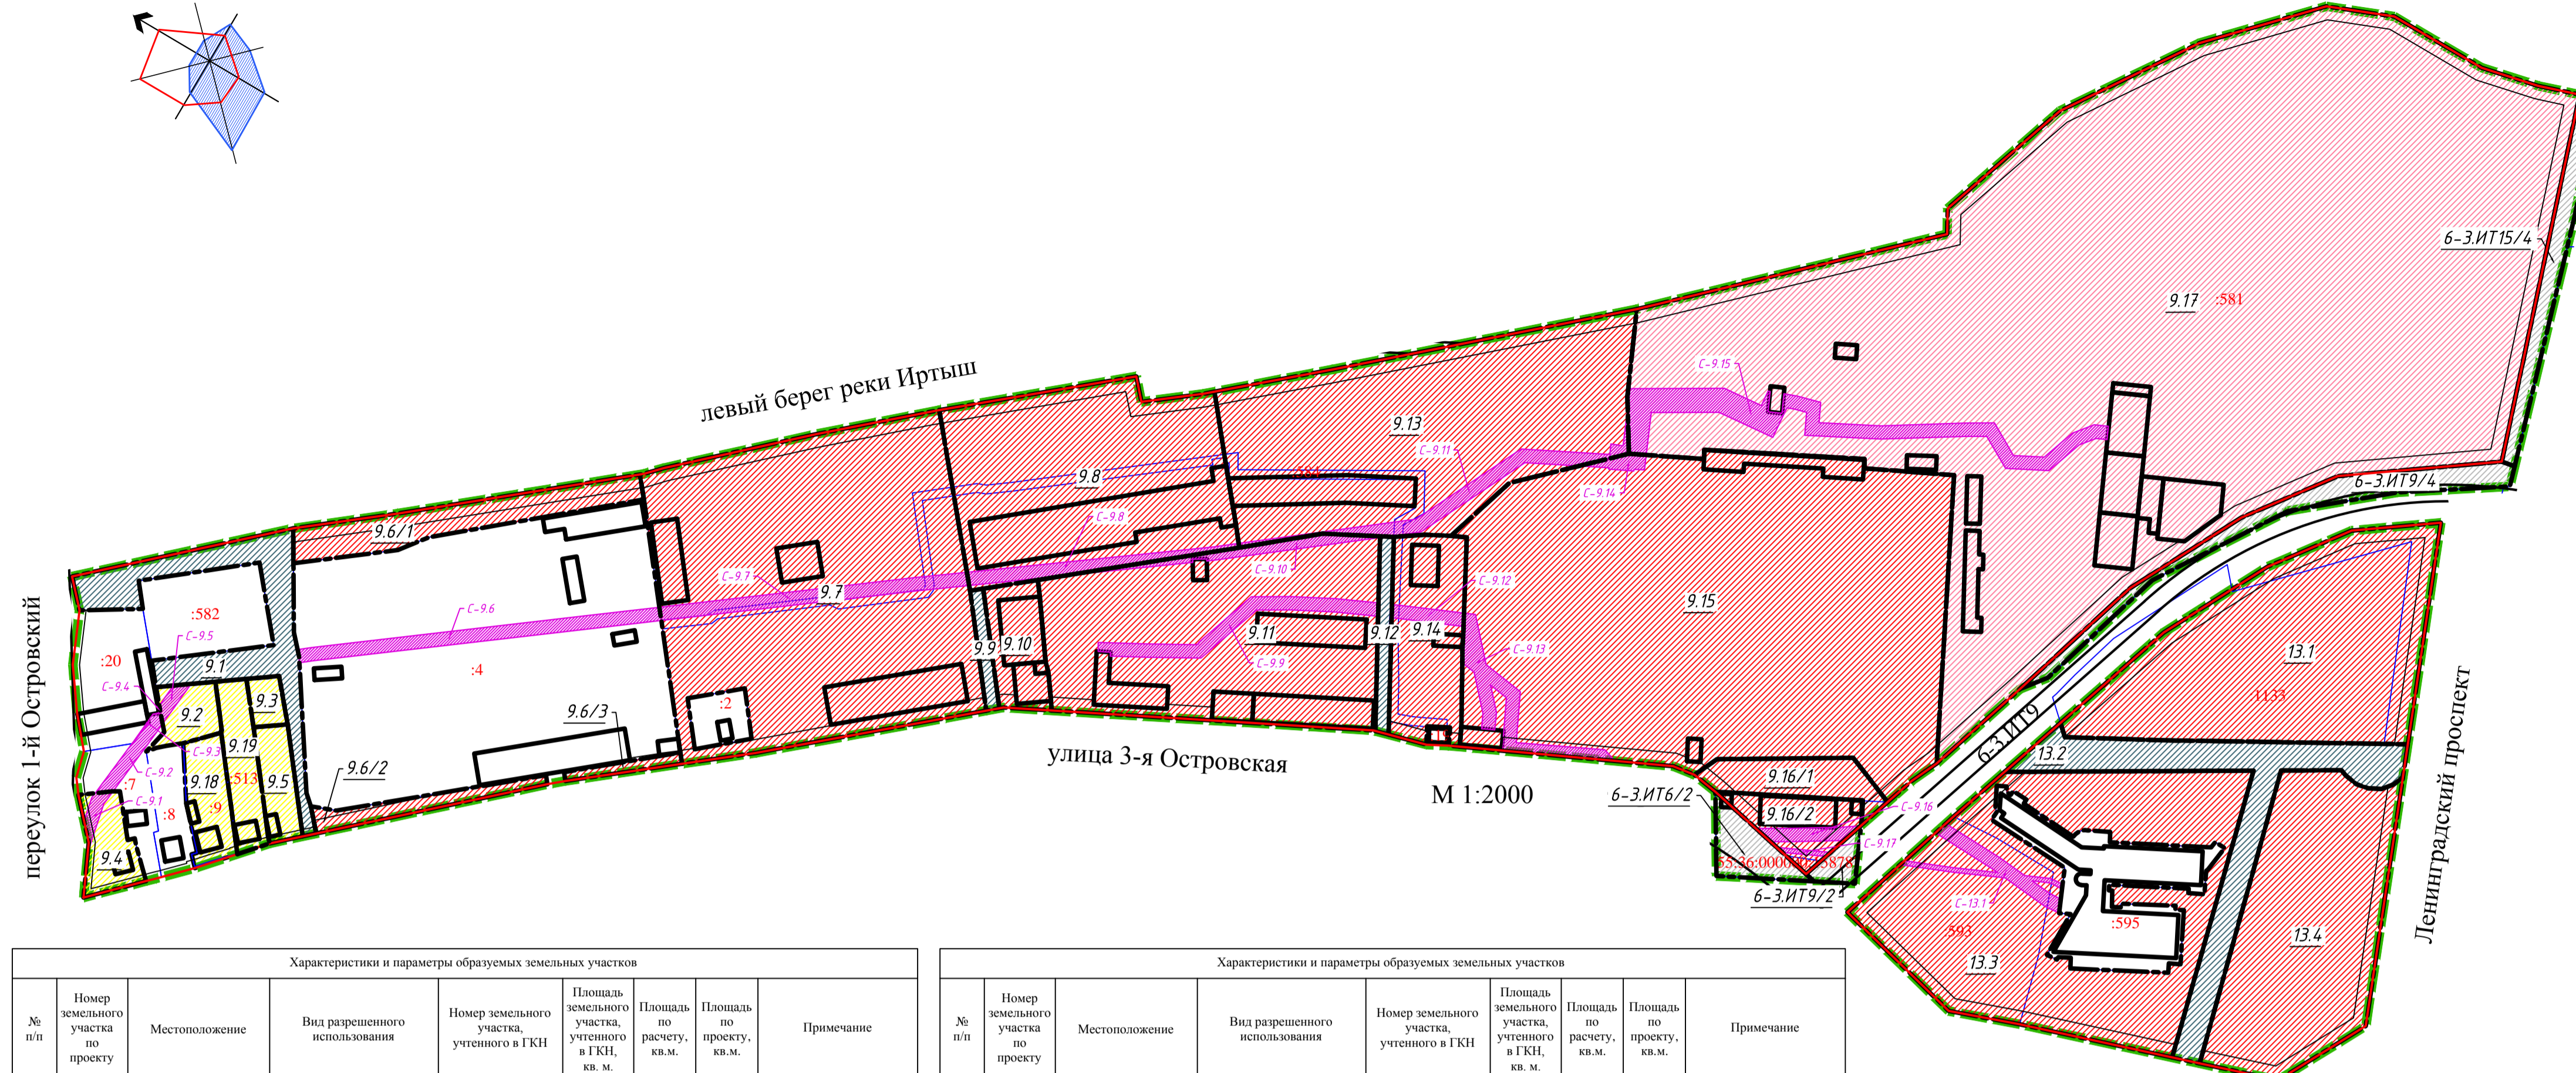 6-3.ИТ15/4
9.17 :581
С-9.15
левый берег реки Иртыш
9.13
С-9.11
9.8
6-3.ИТ9/4
С-9.14
С-9.8
9.6/1
С-9.10
С-9.7
С-9.12
9.7
9.15
:582
С-9.6
С-9.5
9.11
9.12
9.14
9.10
9.9
С-9.13
С-9.9
13.1
:20
9.1
:4
С-9.4
9.3
1133
:2
9.2
9.6/3
переулок 1-й Островский
Ленинградский проспект
9.19
С-9.3
6-3.ИТ9
13.2
улица 3-я Островская
С-9.2
9.6/2
:7
9.18
:513
9.5
9.16/1
М 1:2000
6-3.ИТ6/2
С-9.1
:8
:9
С-9.16
9.16/2
С-9.17
9.4
6-3.ИТ9/2
С-13.1
:595
593
13.4
13.3
Характеристики и параметры образуемых земельных участков
№ п/п
Номер земельного участка по проекту
Местоположение
Вид разрешенного использования
Номер земельного участка, учтенного в ГКН
Площадь земельного участка, учтенного в ГКН, кв. м.
Площадь по расчету, кв.м.
Площадь по проекту, кв.м.
Примечание
Характеристики и параметры образуемых земельных участков
№ п/п
Номер земельного участка по проекту
Местоположение
Вид разрешенного использования
Номер земельного участка, учтенного в ГКН
Площадь земельного участка, учтенного в ГКН, кв. м.
Площадь по расчету, кв.м.
Площадь по проекту, кв.м.
Примечание